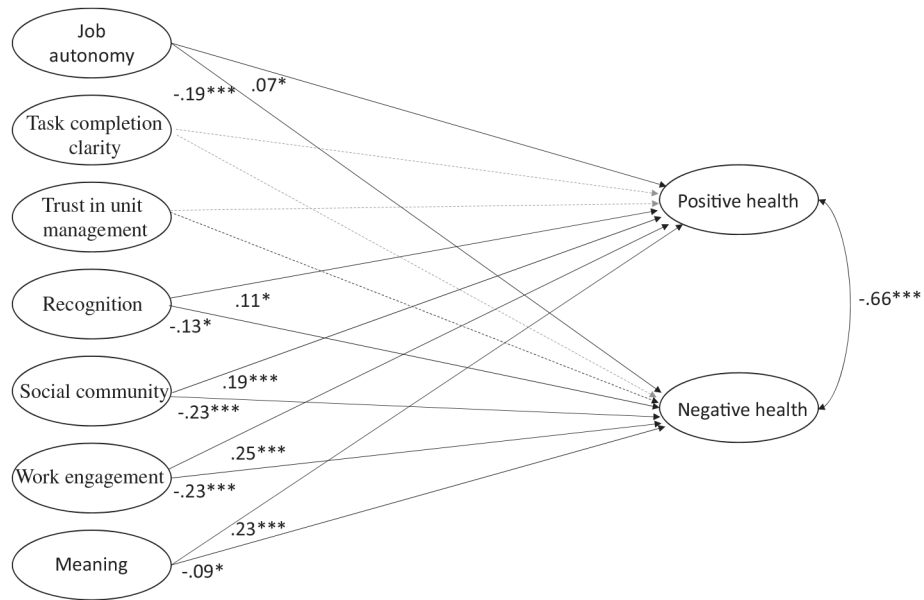 Job
autonomy
-.19***
.07*
Task completion
clarity
Trust in unit
management
Positive health
Recognition
.11*
-.13*
-.66***
Social community
.19***
-.23***
Negative health
Work engagement
.25***
-.23***
Meaning
.23***
-.09*